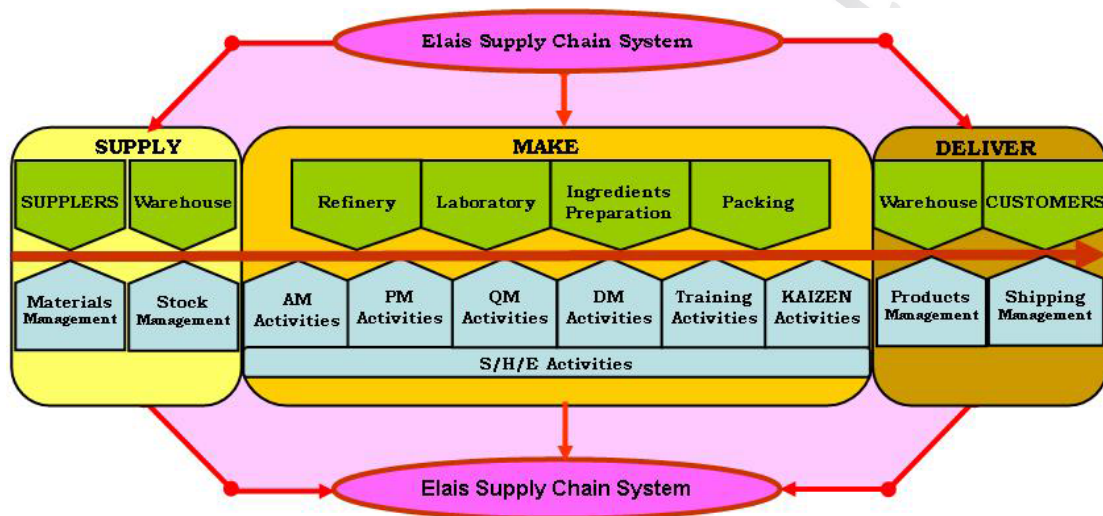 Elais Supply Chain System
SUPPLY
MAKE
DELIVER
SUPPLERS
Warehouse
Refinery
Laboratory
Ingredients
Preparation
Packing
Warehouse
CUSTOMERS
Materials
Management
Stock
Management
AM
Activities
PM
Activities
QM
Activities
DM
Activities
Training
Activities
KAIZEN
Activities
Products
Management
Shipping
Management
S/H/E Activities
Elais Supply Chain System